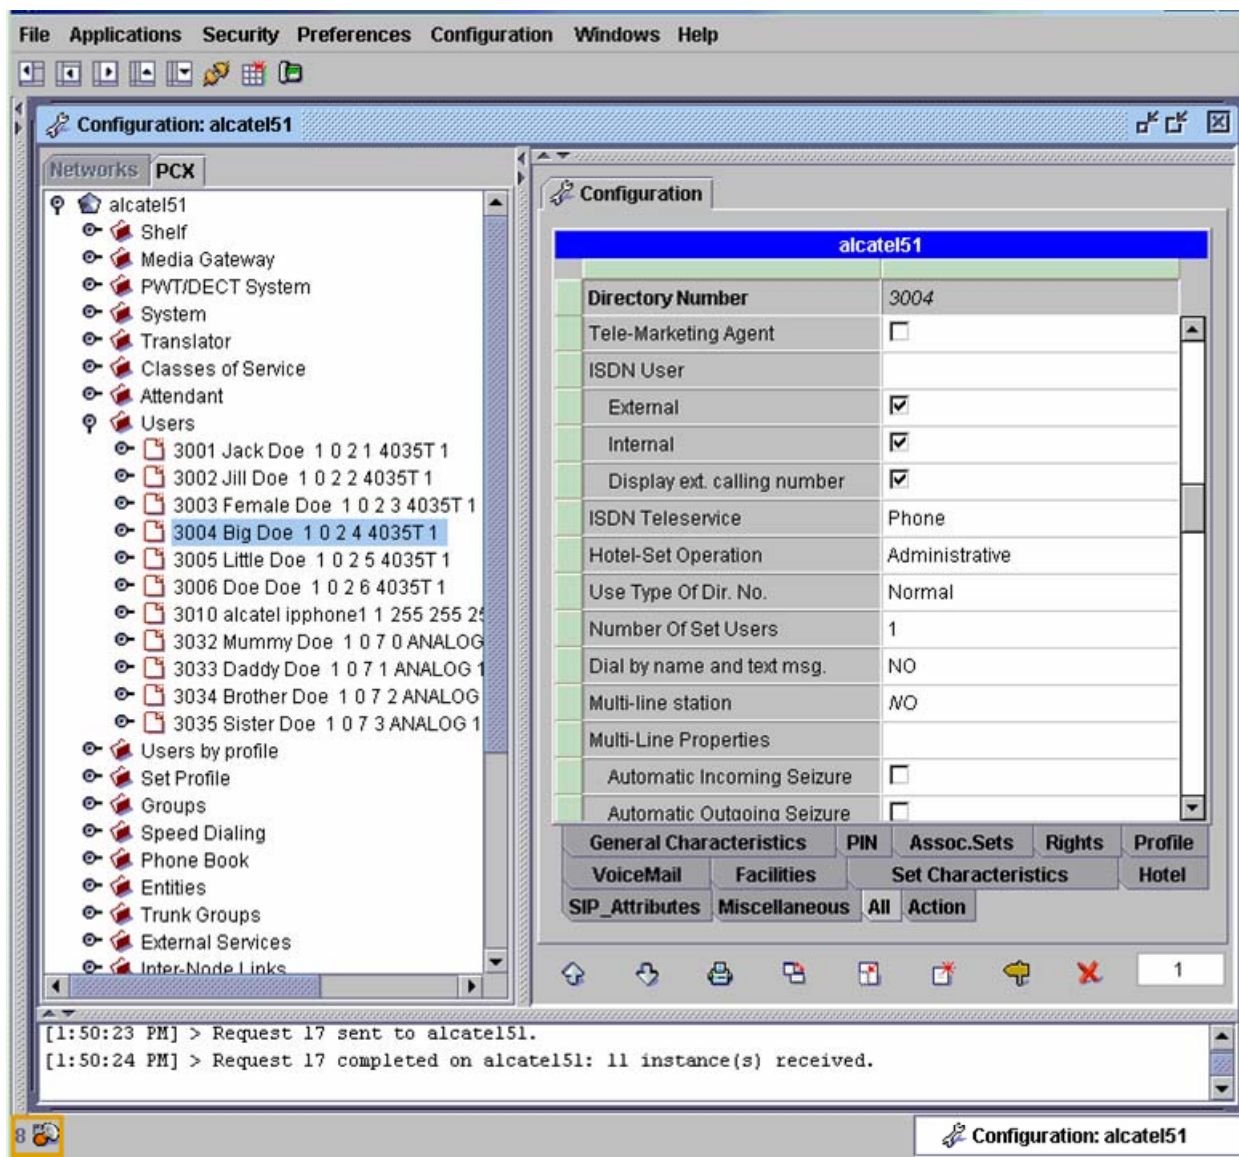 File Applications Security Preferences Configuration Windows Help
Configuration: alcatel51
Networks PCX
alcatel51
Shelf
Media Gateway
PWT/DECT System
System
Translator
Classes of Service
Attendant
Users
3001 Jack Doe 1 0 2 1 4035T 1
3002 Jill Doe 1 0 2 2 4035T 1
3003 Female Doe 1 0 2 3 4035T 1
3004 Big Doe 1 0 2 4 4035T 1
3005 Little Doe 1 0 2 5 4035T 1
3006 Doe Doe 1 0 2 6 4035T 1
3010 alcatel ipphone1 1 255 255 25
3032 Mummy Doe 1 0 7 0 ANALOG
3033 Daddy Doe 1 0 7 1 ANALOG 1
3034 Brother Doe 1 0 7 2 ANALOG
3035 Sister Doe 1 0 7 3 ANALOG 1
Users by profile
Set Profile
Groups
Speed Dialing
Phone Book
Entities
Trunk Groups
External Services
Inter-Node Links
Configuration
alcatel51
Directory Number 3004
Tele-Marketing Agent
ISDN User
External
Internal
Display ext. calling number
ISDN Teleservice Phone
Hotel-Set Operation Administrative
Use Type Of Dir. No. Normal
Number Of Set Users 1
Dial by name and text msg. NO
Multi-line station NO
Multi-Line Properties
Automatic Incoming Seizure
Automatic Outgoing Seizure
General Characteristics PIN Assoc.Sets Rights Profile
VoiceMail Facilities Set Characteristics Hotel
SIP_Attributes Miscellaneous All Action
1
[1:50:23 PM] > Request 17 sent to alcatel51.
[1:50:24 PM] > Request 17 completed on alcatel51: 11 instance(s) received.
8
Configuration: alcatel51